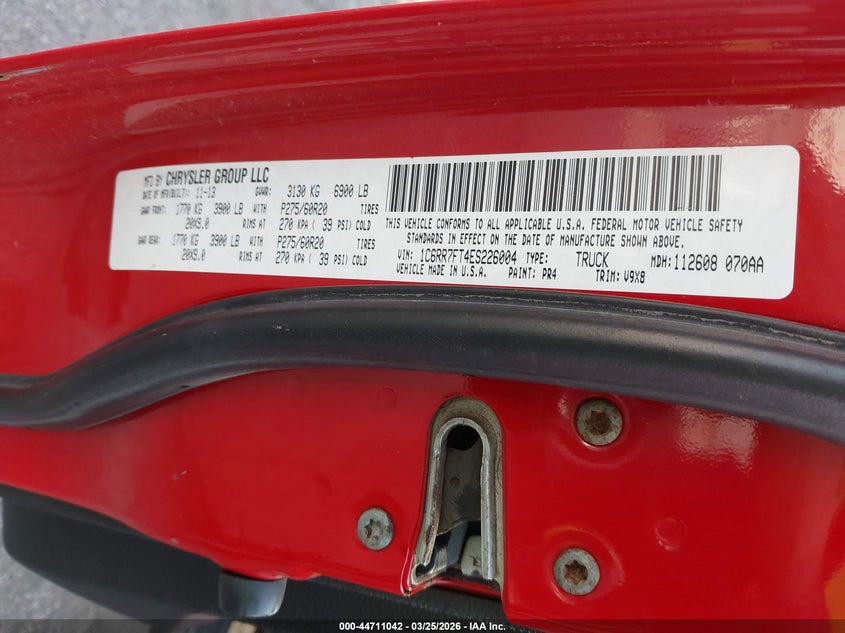 MFD BY CHRYSLER GROUP LLC
DATE OF MFR(BUILT): 11-13 GVWR: 3130 KG 6900 LB
GAWR FRONT: 1770 KG 3900 LB WITH P275/60R20 TIRES
20X9.0 RIMS AT 270 KPA ( 39 PSI) COLD
GAWR REAR: 1770 KG 3900 LB WITH P275/60R20 TIRES
20X9.0 RIMS AT 270 KPA ( 39 PSI) COLD
THIS VEHICLE CONFORMS TO ALL APPLICABLE U.S.A. FEDERAL MOTOR VEHICLE SAFETY
STANDARDS IN EFFECT ON THE DATE OF MANUFACTURE SHOWN ABOVE.
VIN: 1C6RR7FT4ES226004 TYPE: TRUCK MDH: 112608 070AA
VEHICLE MADE IN U.S.A. PAINT: PR4 TRIM: V9X8
000-44711042 - 03/25/2026 - IAA Inc.